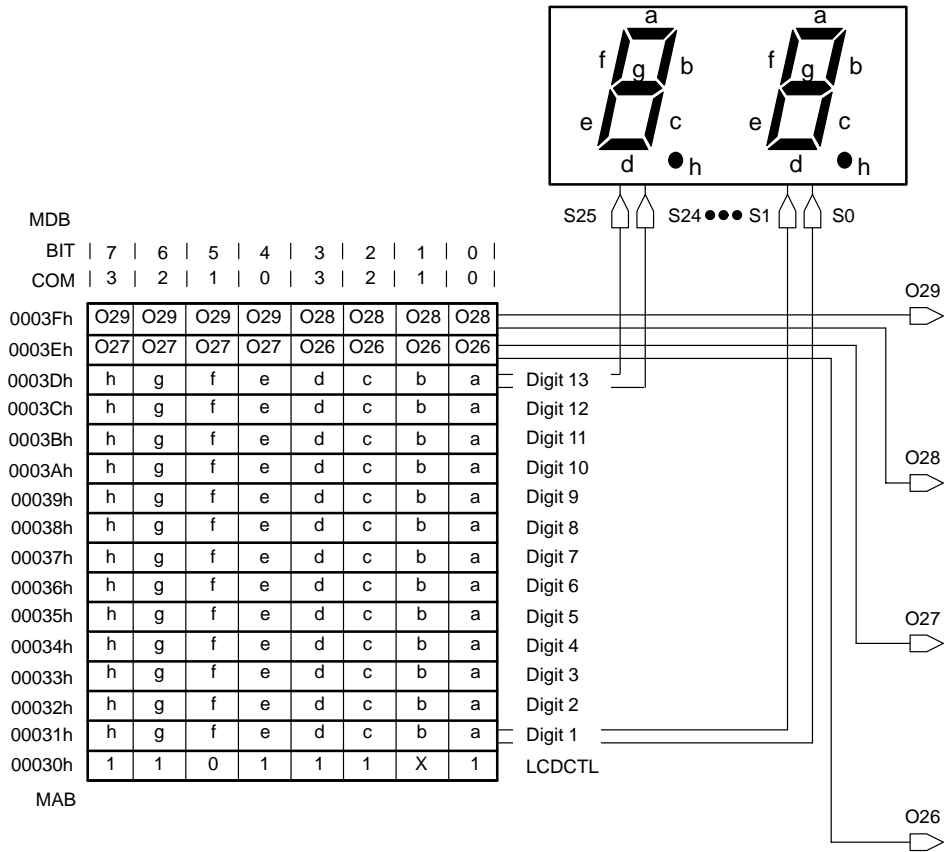 a a
f g b f g b
e c e c
d h d h
S25 S24 ●●● S1 S0
MDB
BIT | 7 | 6 | 5 | 4 | 3 | 2 | 1 | 0 |
COM | 3 | 2 | 1 | 0 | 3 | 2 | 1 | 0 |
O29
0003Fh O29 O29 O29 O29 O28 O28 O28 O28
0003Eh O27 O27 O27 O27 O26 O26 O26 O26
0003Dh h g f e d c b a Digit 13
0003Ch h g f e d c b a Digit 12
0003Bh h g f e d c b a Digit 11
O28
0003Ah h g f e d c b a Digit 10
00039h h g f e d c b a Digit 9
00038h h g f e d c b a Digit 8
00037h h g f e d c b a Digit 7
00036h h g f e d c b a Digit 6
00035h h g f e d c b a Digit 5
O27
00034h h g f e d c b a Digit 4
00033h h g f e d c b a Digit 3
00032h h g f e d c b a Digit 2
00031h h g f e d c b a Digit 1
00030h 1 1 0 1 1 1 X 1 LCDCTL
MAB
O26